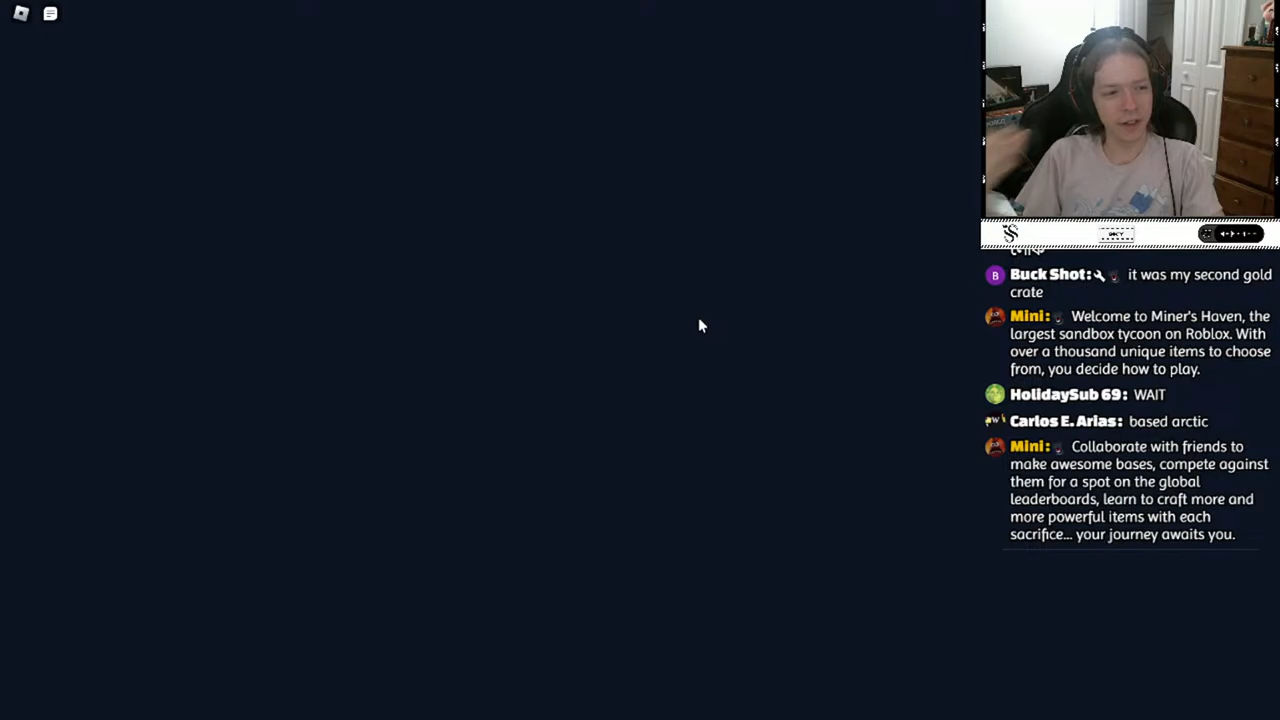 Buck Shot: it was my second gold
crate
Mini: Welcome to Miner's Haven, the
largest sandbox tycoon on Roblox. With
over a thousand unique items to choose
from, you decide how to play.
HolidaySub 69: WAIT
Carlos E. Arias: based arctic
Mini: Collaborate with friends to
make awesome bases, compete against
them for a spot on the global
leaderboards, learn to craft more and
more powerful items with each
sacrifice... your journey awaits you.